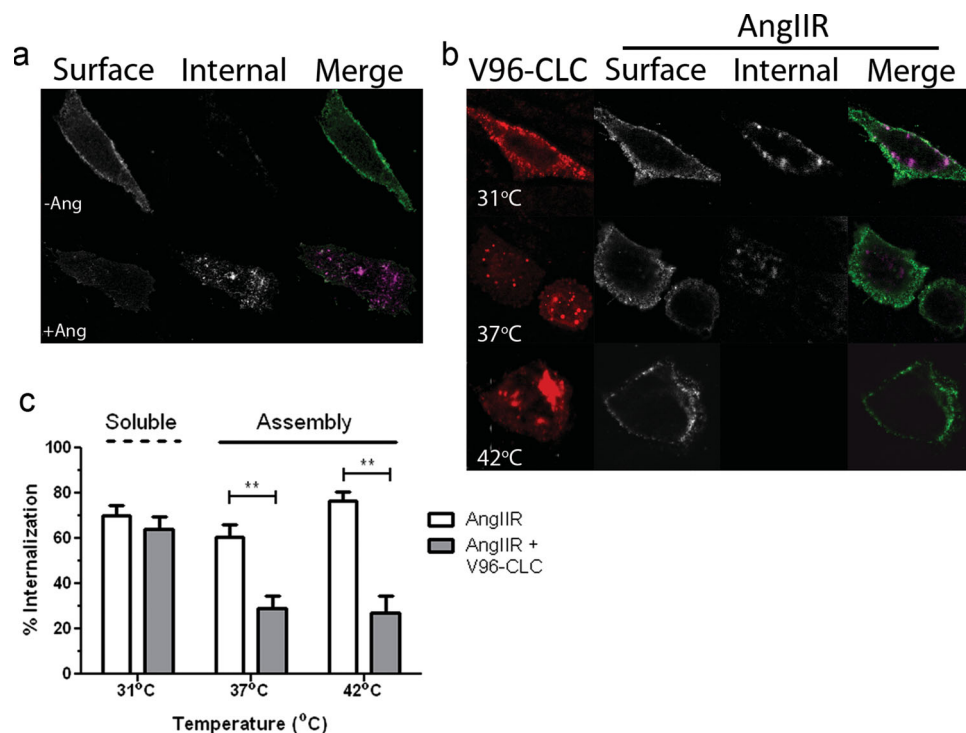 a
Surface Internal Merge
-Ang
+Ang
b
AngIIR
V96-CLC Surface Internal Merge
31°C
37°C
42°C
c
Soluble Assembly
100
80
60
40
20
0
% Internalization
**
**
31°C 37°C 42°C
Temperature (°C)
AngIIR
AngIIR +
V96-CLC